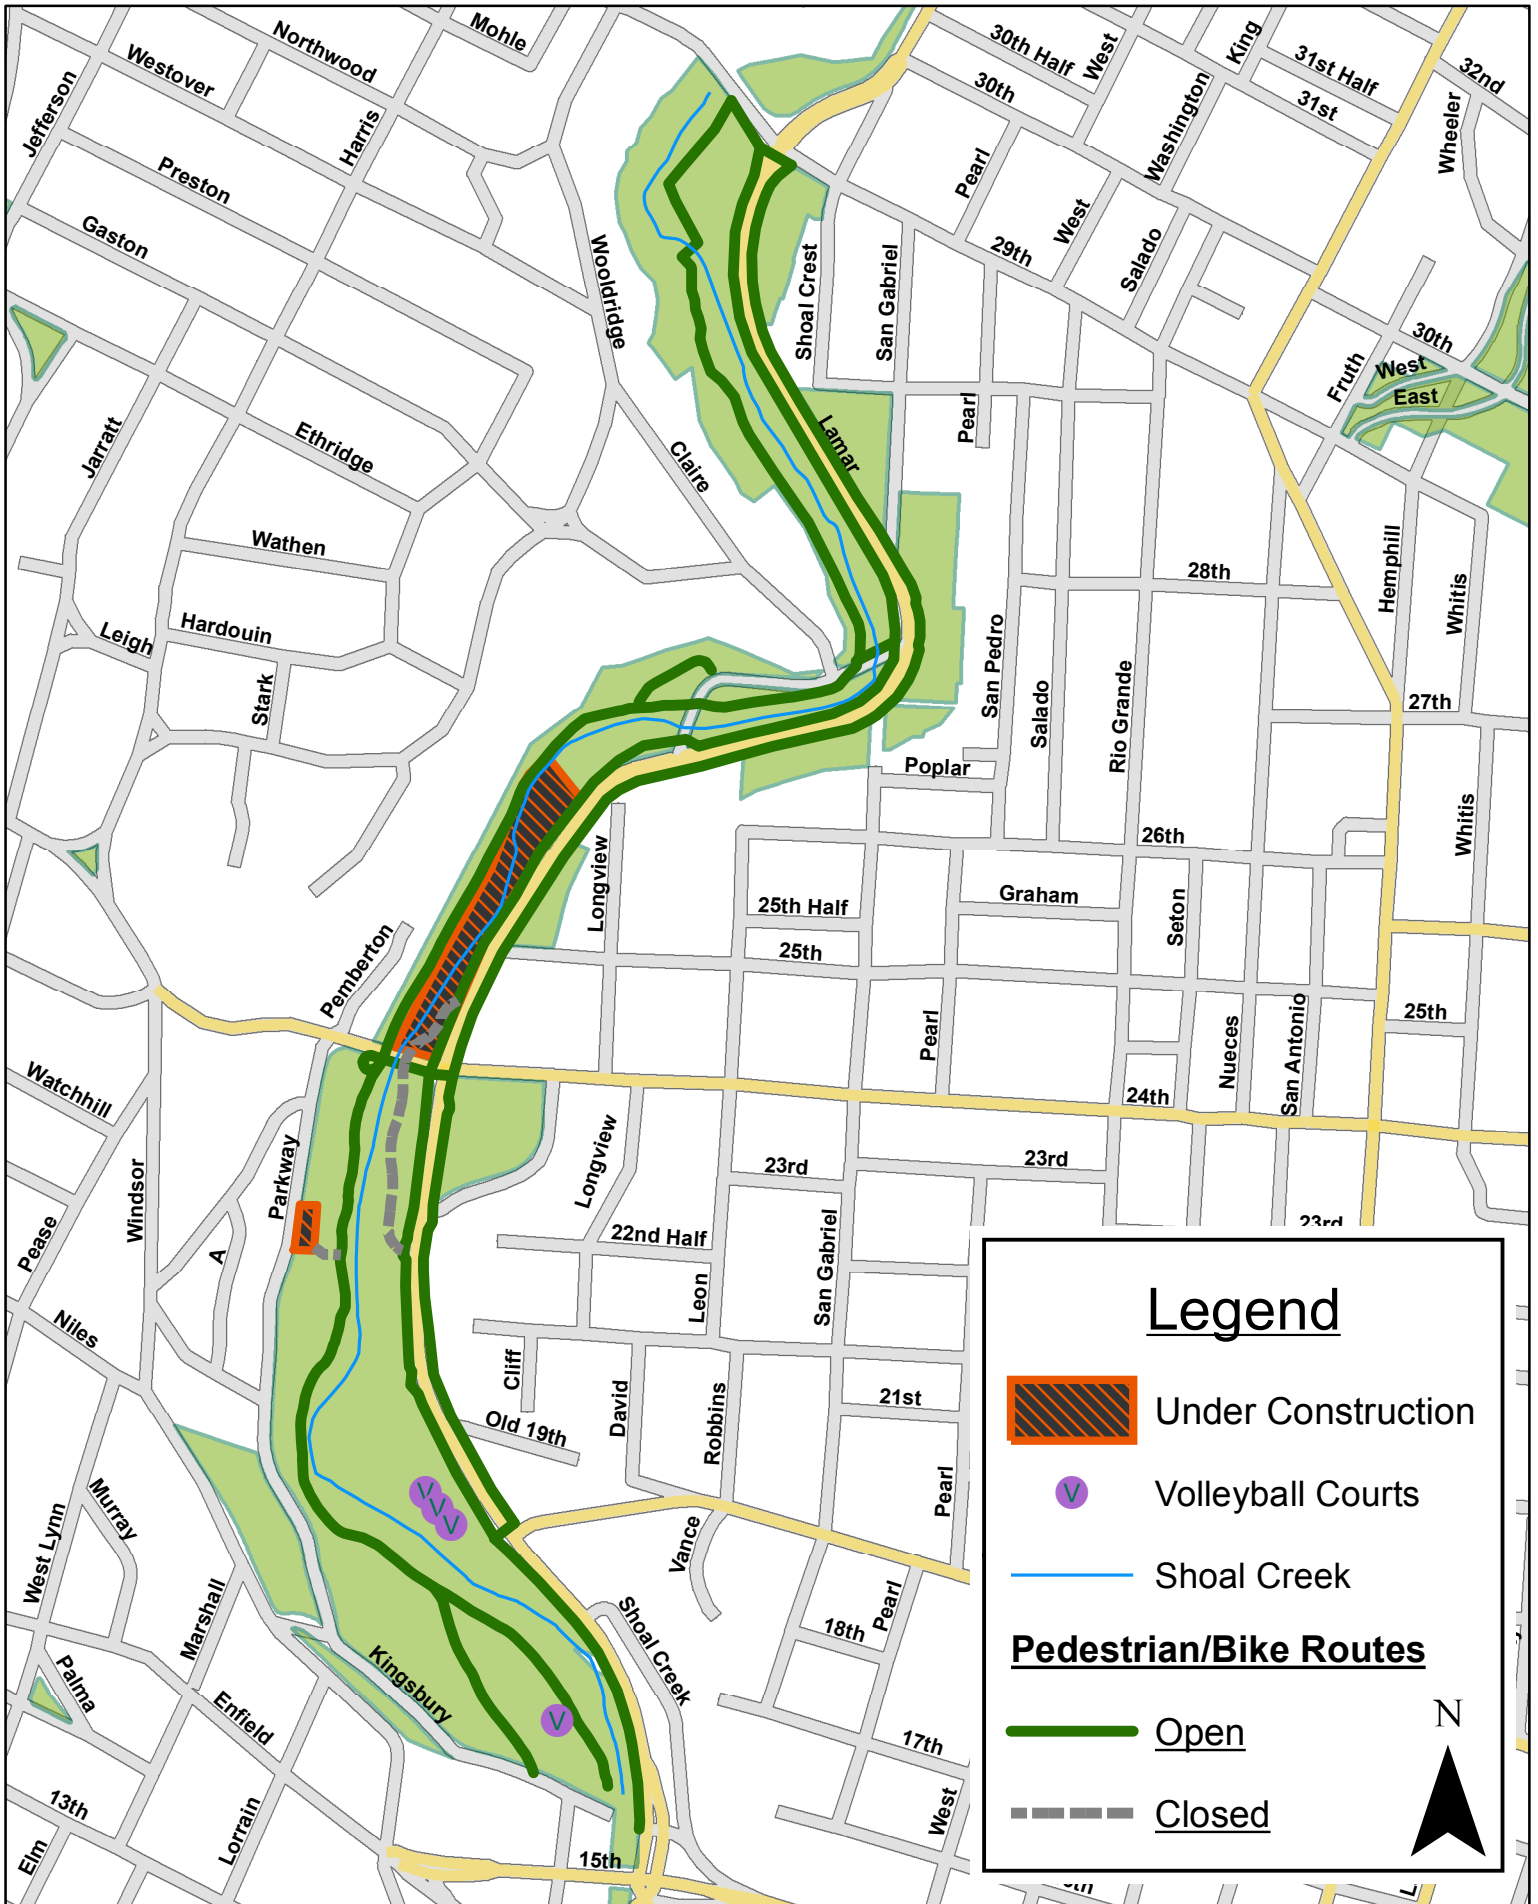 Mohle
Northwood
Westover
Jefferson
Harris
Preston
Gaston
30th Half
West
King
31st Half
32nd
30th
31st
Washington
Wheeler
Pearl
West
Salado
29th
Wooldridge
Shoal Crest
San Gabriel
30th
West
East
Fruth
Jarratt
Ethridge
Claire
Lamar
Pearl
Wathen
28th
Hemphill
Whitis
Leigh
Hardouin
Stark
San Pedro
Salado
Rio Grande
27th
Poplar
26th
Whitis
Longview
25th Half
Graham
Seton
25th
Pemberton
Pearl
Nueces
San Antonio
25th
24th
Watchhill
Windsor
Parkway
Longview
23rd
23rd
23rd
Pease
A
22nd Half
Leon
San Gabriel
Niles
Cliff
David
Robbins
21st
Old 19th
Pearl
Murray
West Lynn
Vance
Marshall
Shoal Creek
18th
Pearl
Palma
Kingsbury
Enfield
17th
West
13th
Elm
Lorrain
15th
Legend
Under Construction
V
Volleyball Courts
Shoal Creek
Pedestrian/Bike Routes
Open
Closed
N
V
V
V
V